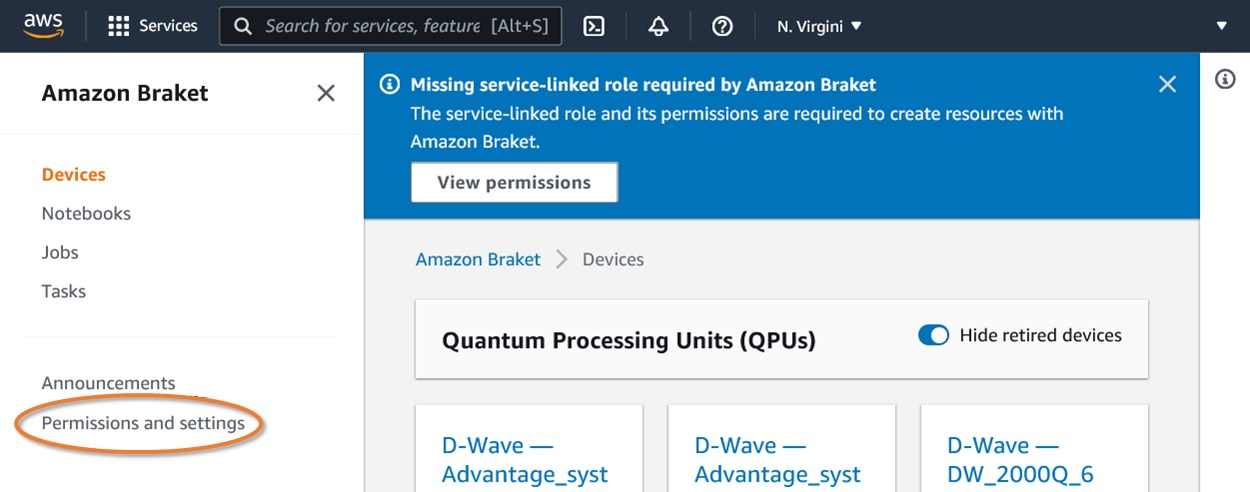 aws
Services
Search for services, feature [Alt+S]
N. Virgini
Amazon Braket
Devices
Notebooks
Jobs
Tasks
Announcements
Permissions and settings
Missing service-linked role required by Amazon Braket
The service-linked role and its permissions are required to create resources with
Amazon Braket.
View permissions
Amazon Braket > Devices
Quantum Processing Units (QPUs)
Hide retired devices
D-Wave —
Advantage_syst
D-Wave —
Advantage_syst
D-Wave —
DW_2000Q_6